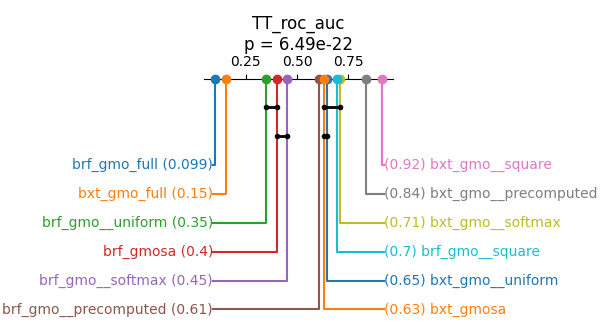 TT_roc_auc
p = 6.49e-22
0.25 0.50 0.75
brf_gmo_full (0.099)
(0.92) bxt_gmo__square
bxt_gmo_full (0.15)
(0.84) bxt_gmo__precomputed
brf_gmo__uniform (0.35)
(0.71) bxt_gmo__softmax
brf_gmosa (0.4)
(0.7) brf_gmo__square
brf_gmo__softmax (0.45)
(0.65) bxt_gmo__uniform
brf_gmo__precomputed (0.61)
(0.63) bxt_gmosa